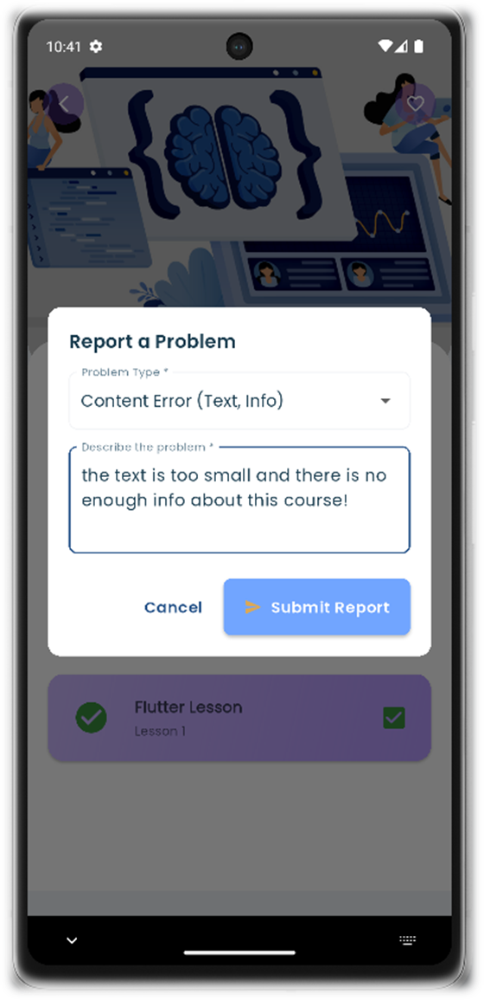 10:41
Report a Problem
Problem Type *
Content Error (Text, Info)
Describe the problem *
the text is too small and there is no
enough info about this course!
Cancel
Submit Report
Flutter Lesson
Lesson 1